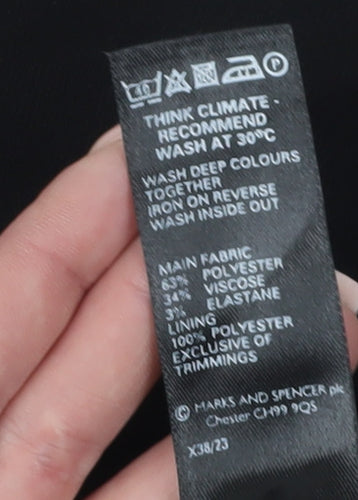 40 P
THINK CLIMATE -
RECOMMEND
WASH AT 30°C
WASH DEEP COLOURS
TOGETHER
IRON ON REVERSE
WASH INSIDE OUT
MAIN FABRIC
63% POLYESTER
34% VISCOSE
3% ELASTANE
LINING
100% POLYESTER
EXCLUSIVE OF
TRIMMINGS
© MARKS AND SPENCER plc
Chester CH99 9QS
X38/23